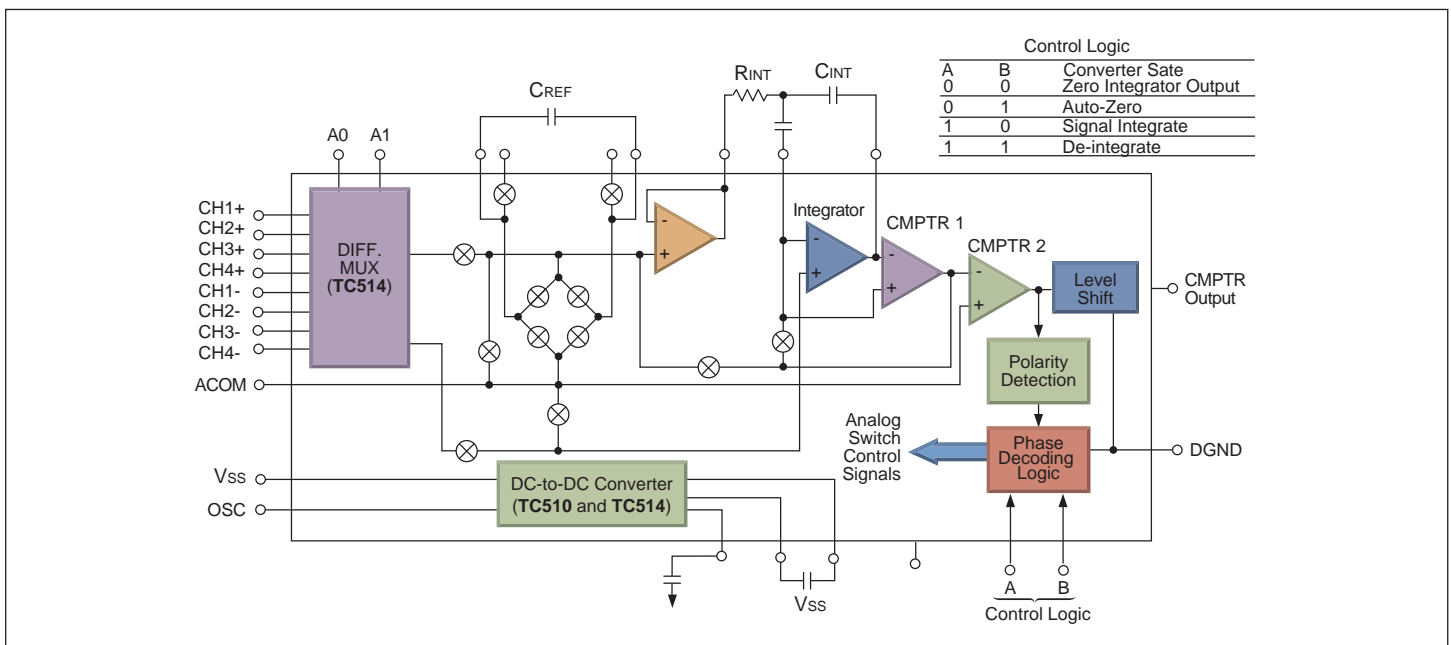 Control Logic
A B Converter Sate
0 0 Zero Integrator Output
0 1 Auto-Zero
1 0 Signal Integrate
1 1 De-integrate
CREF
RINT
CINT
A0
A1
CH1+
CH2+
CH3+
CH4+
CH1-
CH2-
CH3-
CH4-
ACOM
DIFF.
MUX
(TC514)
-
+
Integrator
-
+
CMPTR 1
-
+
CMPTR 2
-
+
Level
Shift
CMPTR
Output
Polarity
Detection
Analog
Switch
Control
Signals
Phase
Decoding
Logic
DGND
VSS
OSC
DC-to-DC Converter
(TC510 and TC514)
VSS
A
B
Control Logic